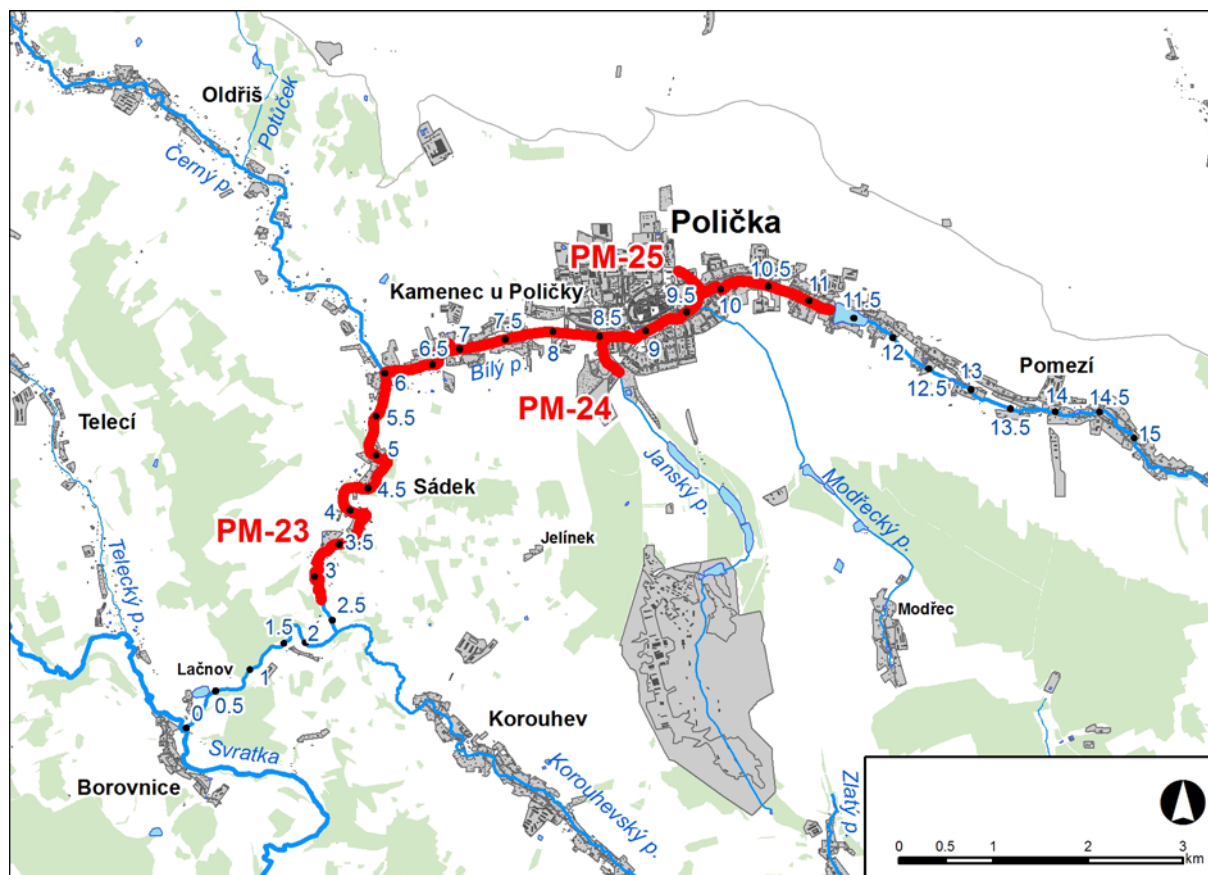 Oldřiš
Potůček
Černý p.
Polička
PM-25
Kamenec u Poličky
10.5
11
11.5
9.5
10
8.5
9
7
7.5
8
6.5
6
Bílý p.
12
12.5
13
Pomezí
14
14.5
13.5
15
PM-24
Telecí
5.5
5
Sádek
4.5
Janský p.
Modřecký p.
4
PM-23
3.5
Jelínek
3
Telecký p.
2.5
Modřec
1.5
2
Lačnov
1
0.5
0
Korouhev
Svratka
Borovnice
Korouhevský p.
Zlatý p.
0 0.5 1 2 3
km